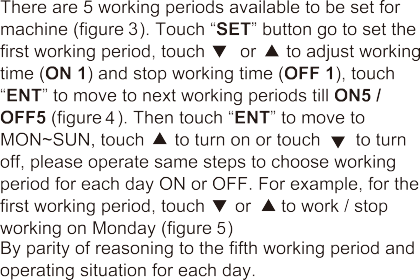 There are 5 working periods available to be set for
machine (figure 3). Touch “SET” button go to set the
first working period, touch ▼ or ▲ to adjust working
time (ON 1) and stop working time (OFF 1), touch
“ENT” to move to next working periods till ON5 /
OFF5 (figure 4). Then touch “ENT” to move to
MON~SUN, touch ▲ to turn on or touch ▼ to turn
off, please operate same steps to choose working
period for each day ON or OFF. For example, for the
first working period, touch ▼ or ▲ to work / stop
working on Monday (figure 5)
By parity of reasoning to the fifth working period and
operating situation for each day.